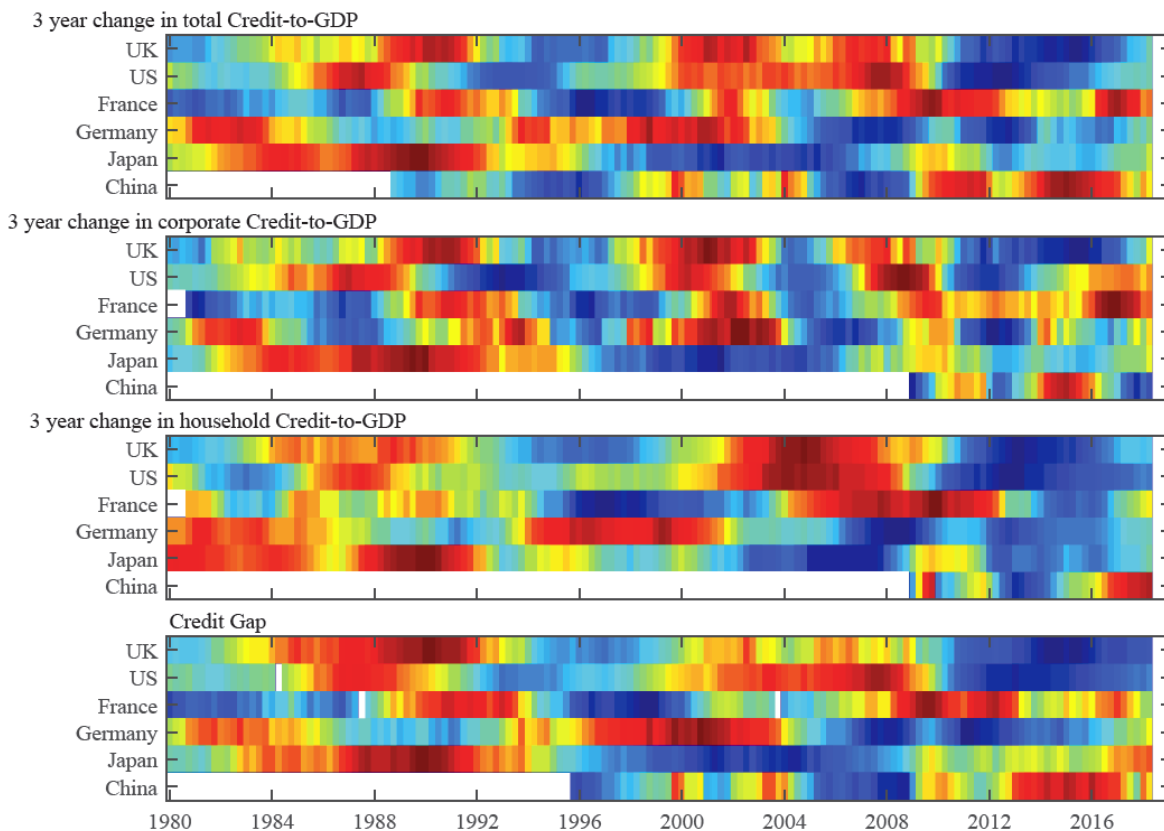 3 year change in total Credit-to-GDP
UK
US
France
Germany
Japan
China
3 year change in corporate Credit-to-GDP
UK
US
France
Germany
Japan
China
3 year change in household Credit-to-GDP
UK
US
France
Germany
Japan
China
Credit Gap
UK
US
France
Germany
Japan
China
1980 1984 1988 1992 1996 2000 2004 2008 2012 2016